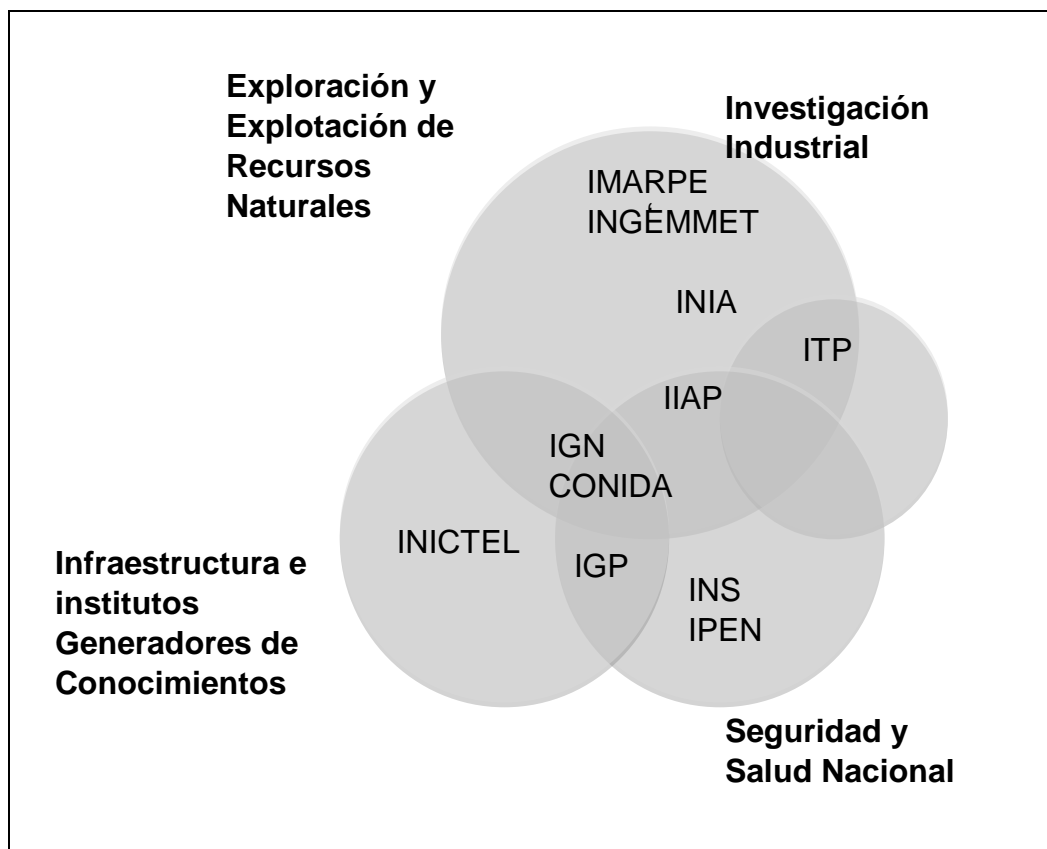 Exploración y
Explotación de
Recursos
Naturales
Investigación
Industrial
IMARPE
INGEMMET
INIA
ITP
IIAP
IGN
CONIDA
INICTEL
IGP
INS
IPEN
Infraestructura e
institutos
Generadores de
Conocimientos
Seguridad y
Salud Nacional